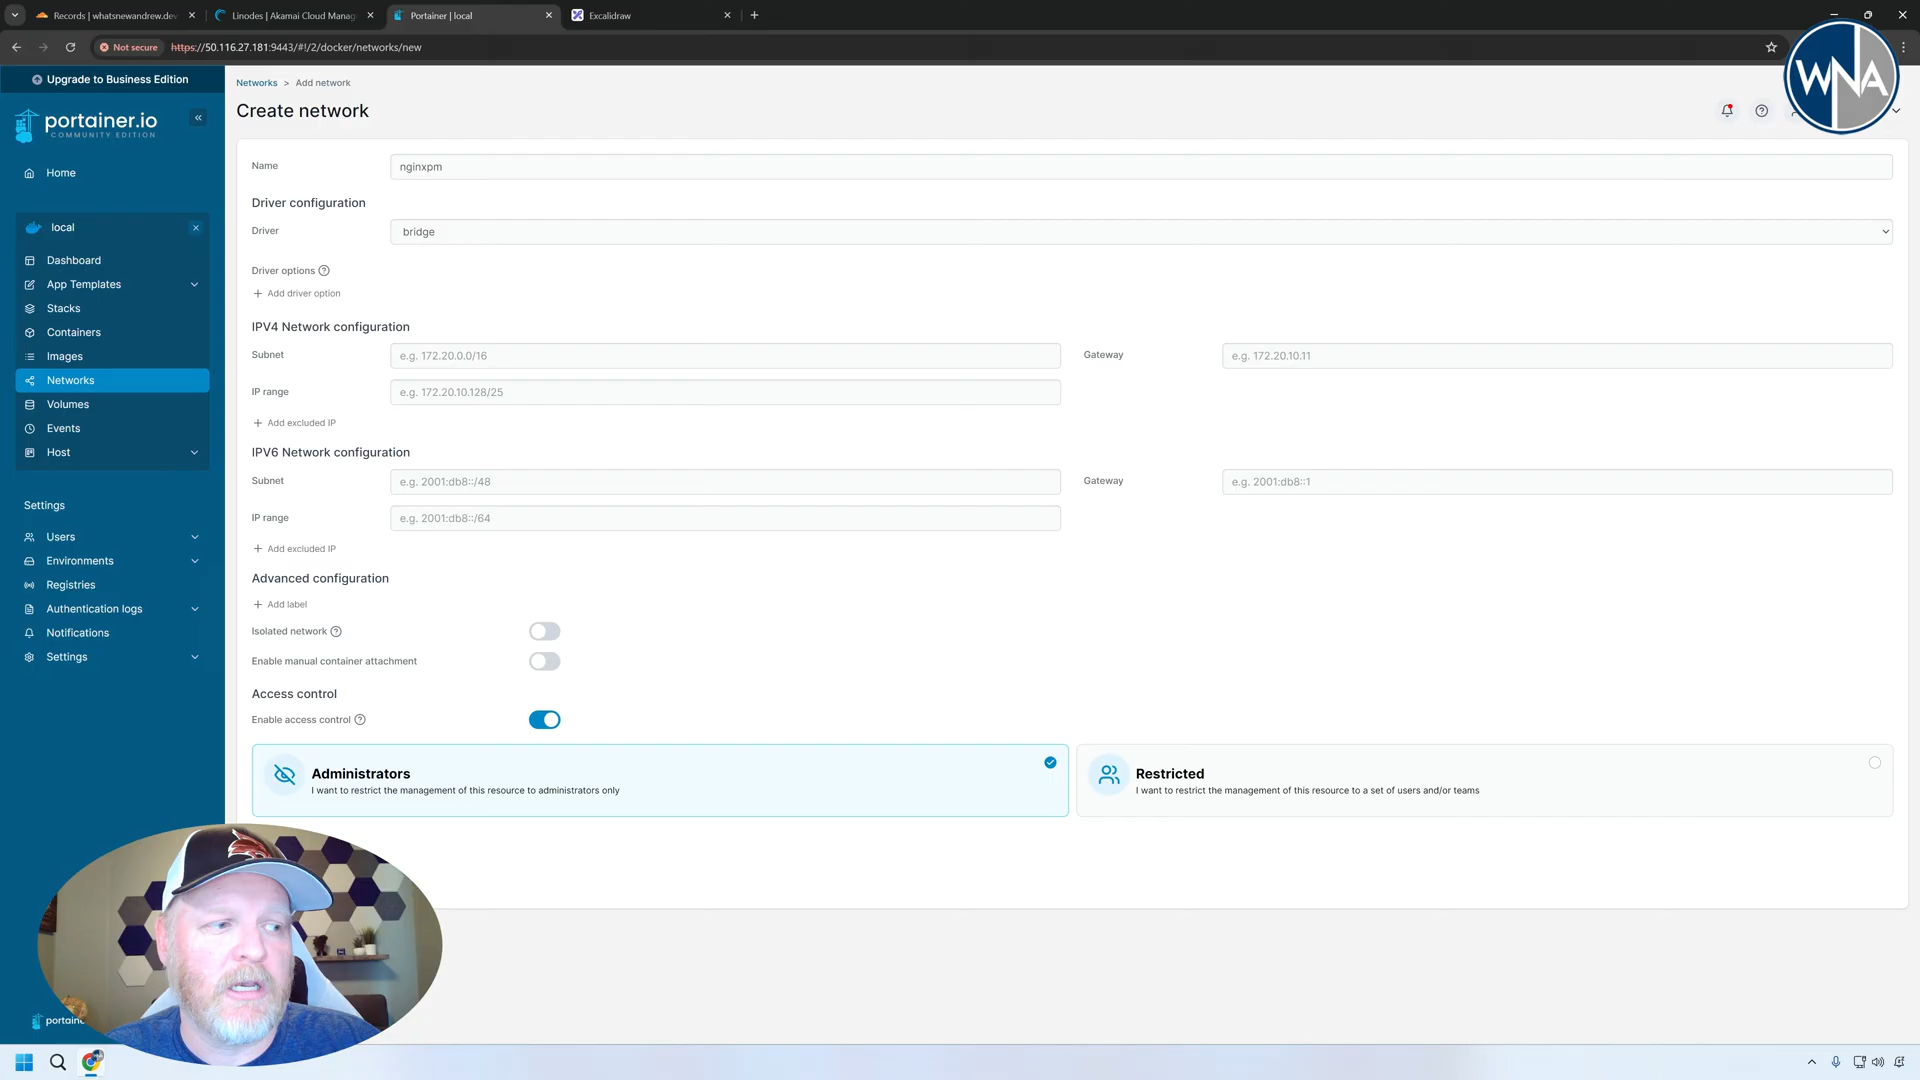 Records | whatsnewandrew.dev
Linodes | Akamai Cloud Mana
Portainer | local
Excalidraw
Not secure
https://50.116.27.181:9443/#!/2/docker/networks/new
WNA
Upgrade to Business Edition
portainer.io
COMMUNITY EDITION
Home
local
Dashboard
App Templates
Stacks
Containers
Images
Networks
Volumes
Events
Host
Settings
Users
Environments
Registries
Authentication logs
Notifications
Settings
portaine
Networks > Add network
Create network
Name
nginxpm
Driver configuration
Driver
bridge
Driver options
Add driver option
IPV4 Network configuration
Subnet
e.g. 172.20.0.0/16
Gateway
e.g. 172.20.10.11
IP range
e.g. 172.20.10.128/25
Add excluded IP
IPV6 Network configuration
Subnet
e.g. 2001:db8::/48
Gateway
e.g. 2001:db8::1
IP range
e.g. 2001:db8::/64
Add excluded IP
Advanced configuration
Add label
Isolated network
Enable manual container attachment
Access control
Enable access control
Administrators
I want to restrict the management of this resource to administrators only
Restricted
I want to restrict the management of this resource to a set of users and/or teams